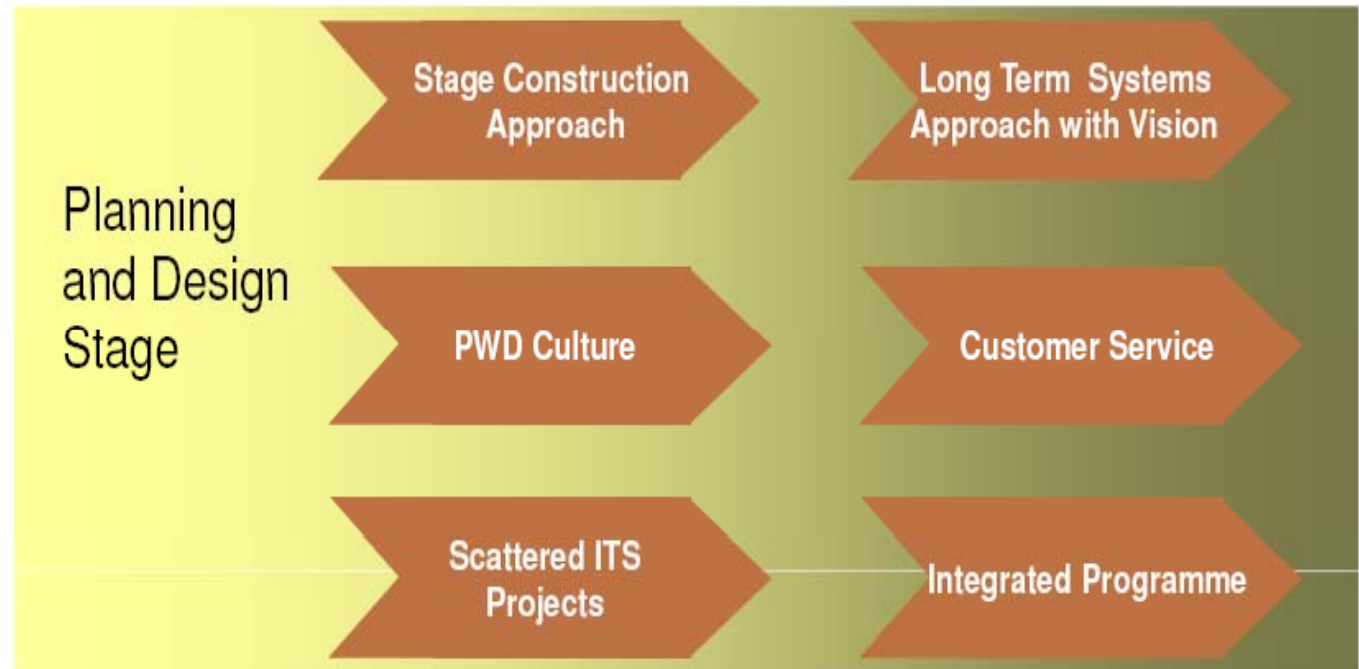 Planning
and Design
Stage
Stage Construction
Approach
Long Term Systems
Approach with Vision
PWD Culture
Customer Service
Scattered ITS
Projects
Integrated Programme